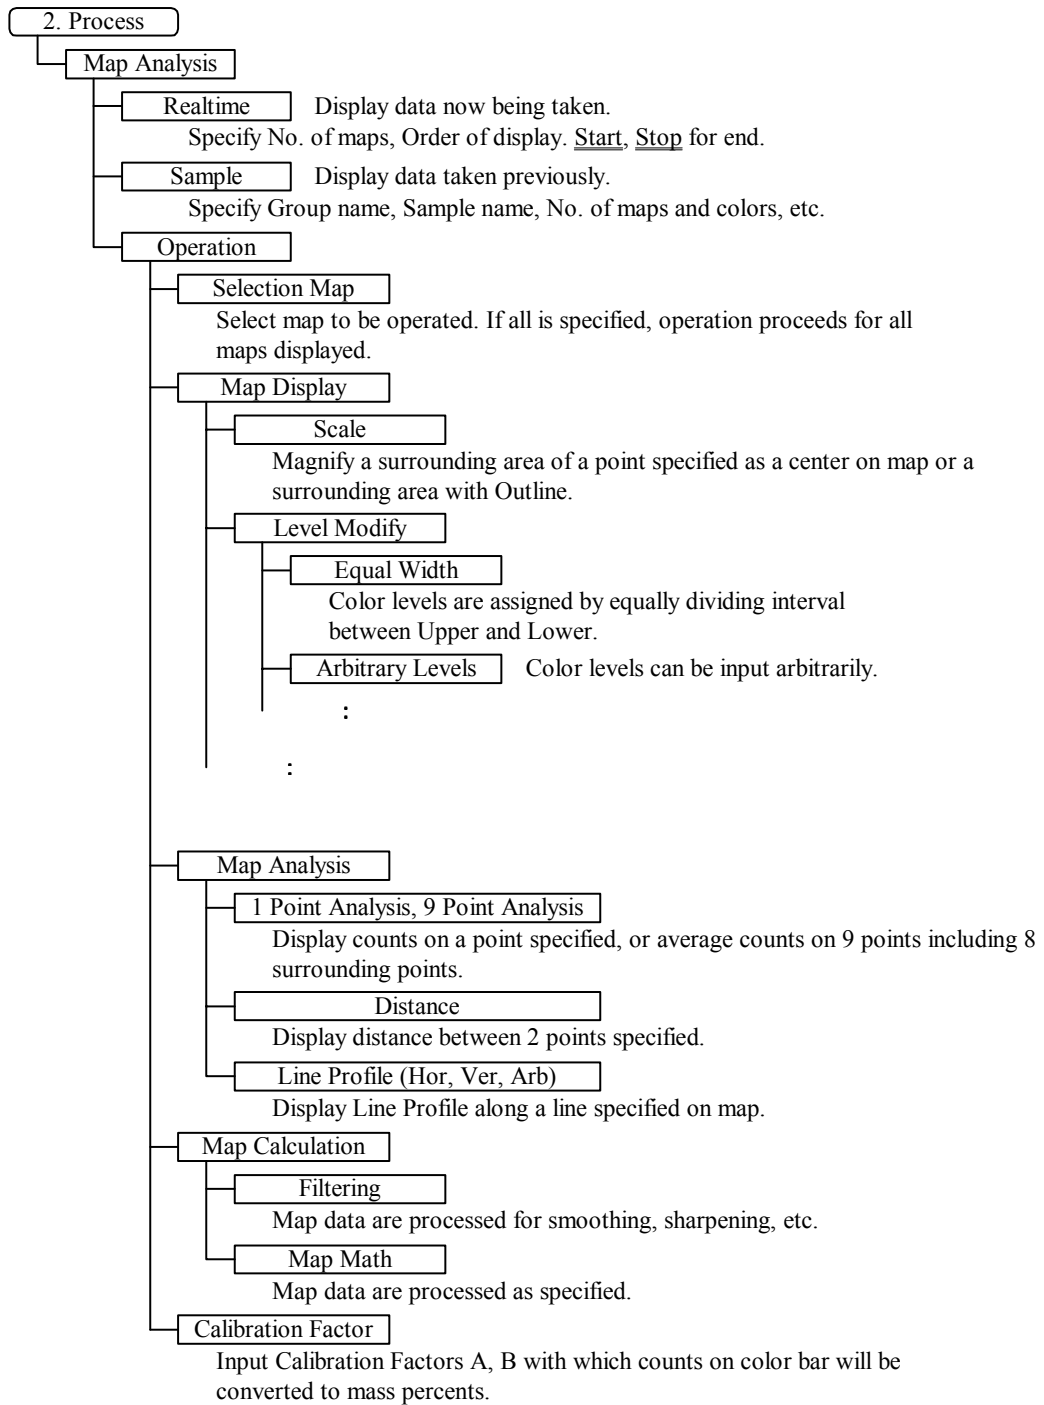 2. Process
Map Analysis
Realtime Display data now being taken.
Specify No. of maps, Order of display. Start, Stop for end.
Sample Display data taken previously.
Specify Group name, Sample name, No. of maps and colors, etc.
Operation
Selection Map
Select map to be operated. If all is specified, operation proceeds for all
maps displayed.
Map Display
Scale
Magnify a surrounding area of a point specified as a center on map or a
surrounding area with Outline.
Level Modify
Equal Width
Color levels are assigned by equally dividing interval
between Upper and Lower.
Arbitrary Levels Color levels can be input arbitrarily.
:
:
Map Analysis
1 Point Analysis, 9 Point Analysis
Display counts on a point specified, or average counts on 9 points including 8
surrounding points.
Distance
Display distance between 2 points specified.
Line Profile (Hor, Ver, Arb)
Display Line Profile along a line specified on map.
Map Calculation
Filtering
Map data are processed for smoothing, sharpening, etc.
Map Math
Map data are processed as specified.
Calibration Factor
Input Calibration Factors A, B with which counts on color bar will be
converted to mass percents.